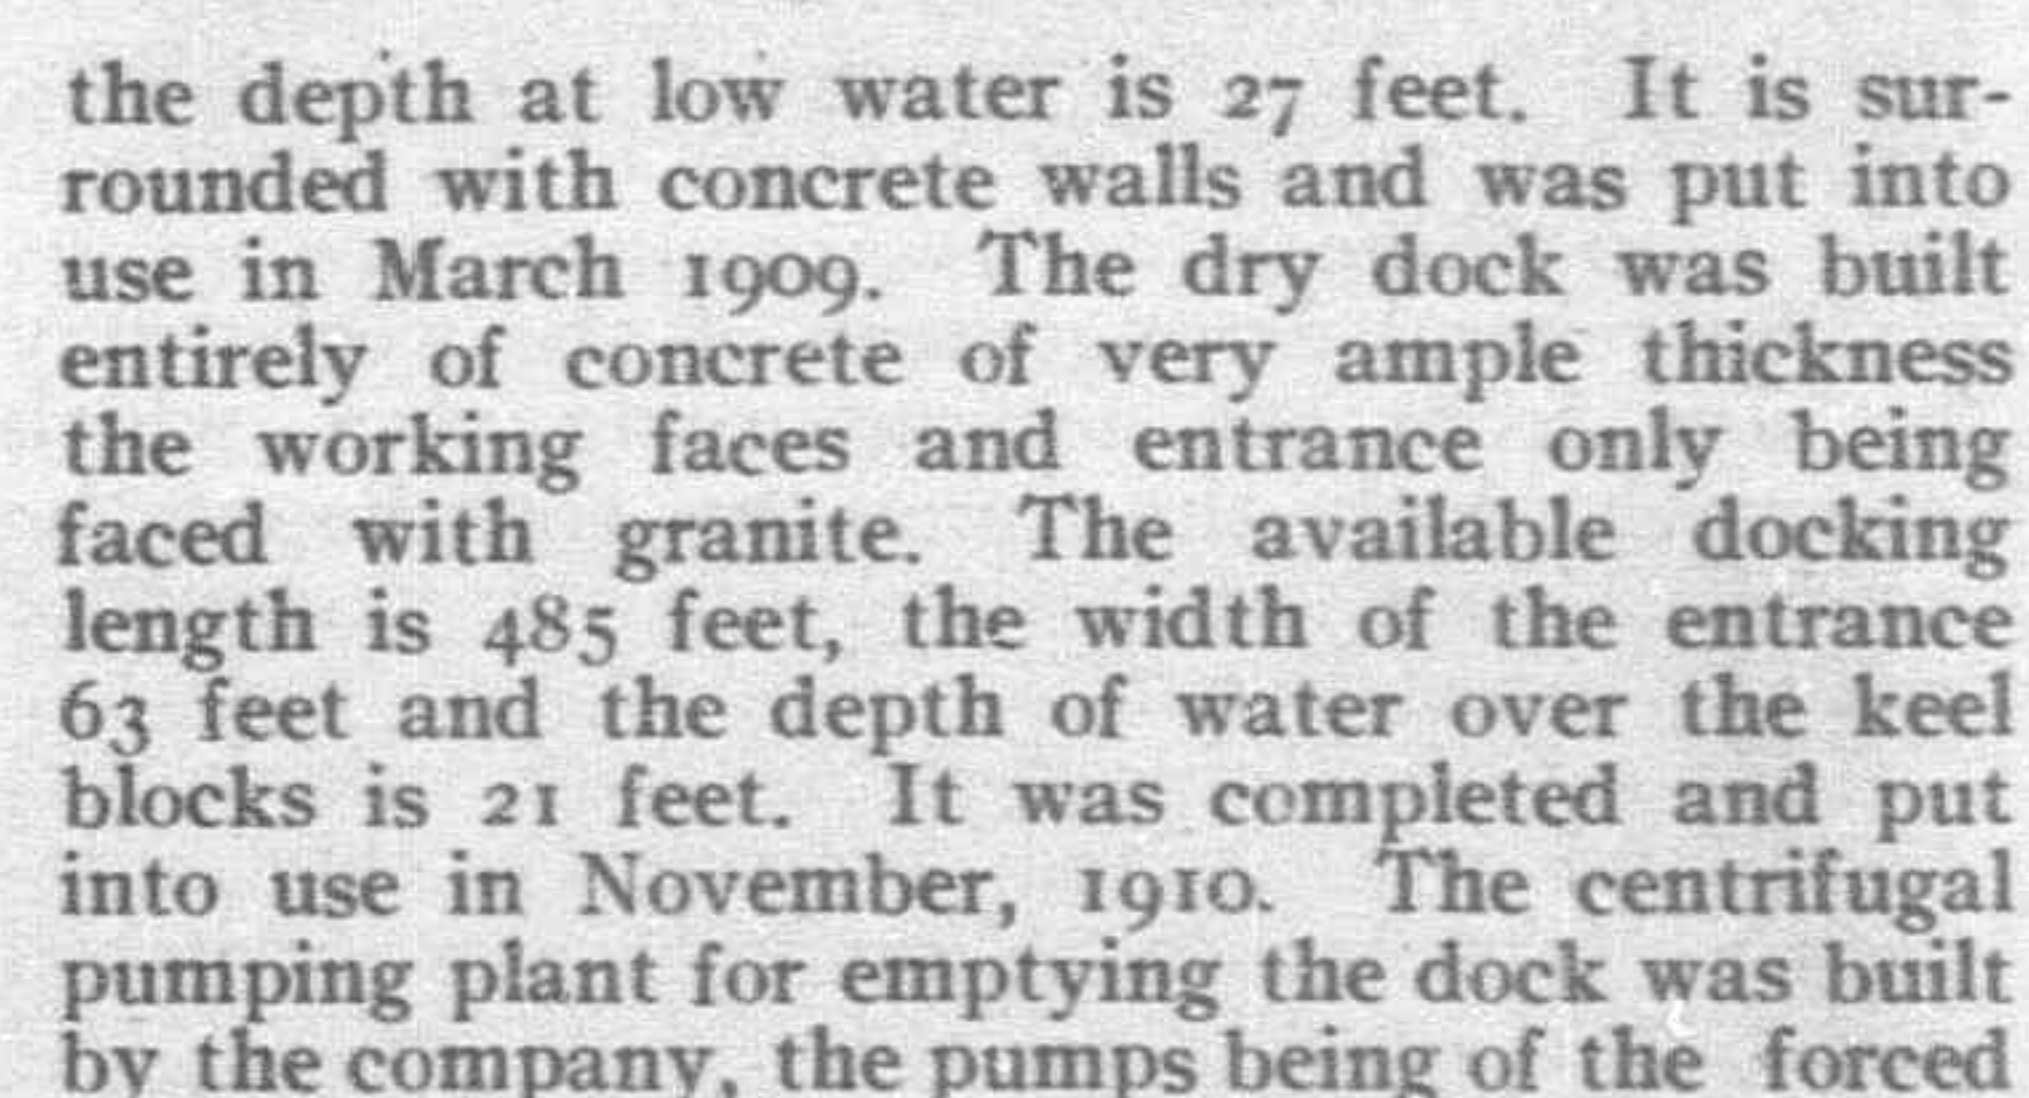 the depth at low water is 27 feet. It is sur-
rounded with concrete walls and was put into
use in March 1909. The dry dock was built
entirely of concrete of very ample thickness
the working faces and entrance only being
faced with granite. The available docking
length is 485 feet, the width of the entrance
63 feet and the depth of water over the keel
blocks is 21 feet. It was completed and put
into use in November, 1910. The centrifugal
pumping plant for emptying the dock was built
by the company, the pumps being of the forced